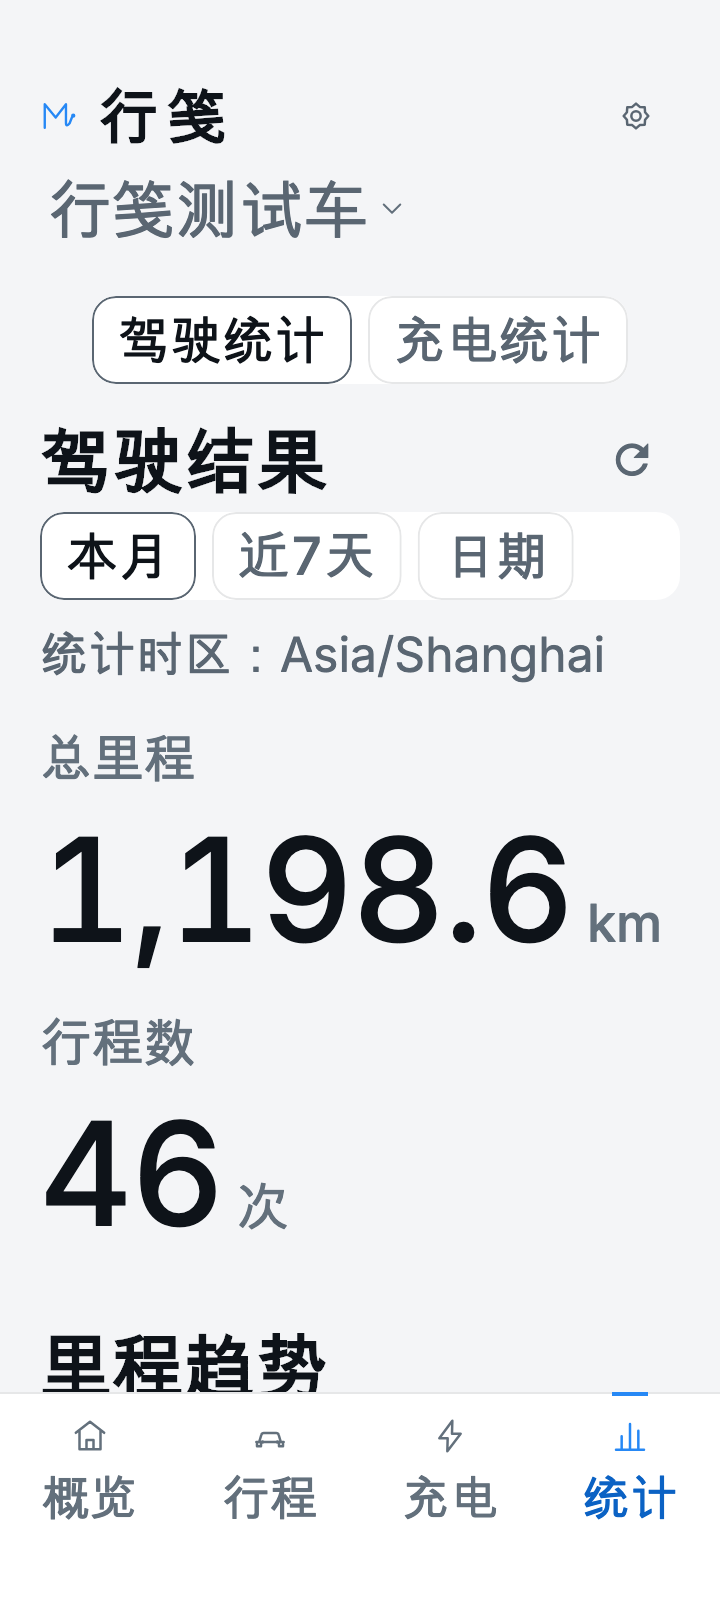 行笺
行笺测试车
驾驶统计 充电统计
驾驶结果
本月 近7天 日期
统计时区：Asia/Shanghai
总里程
1,198.6 km
行程数
46 次
里程趋势
概览 行程 充电 统计